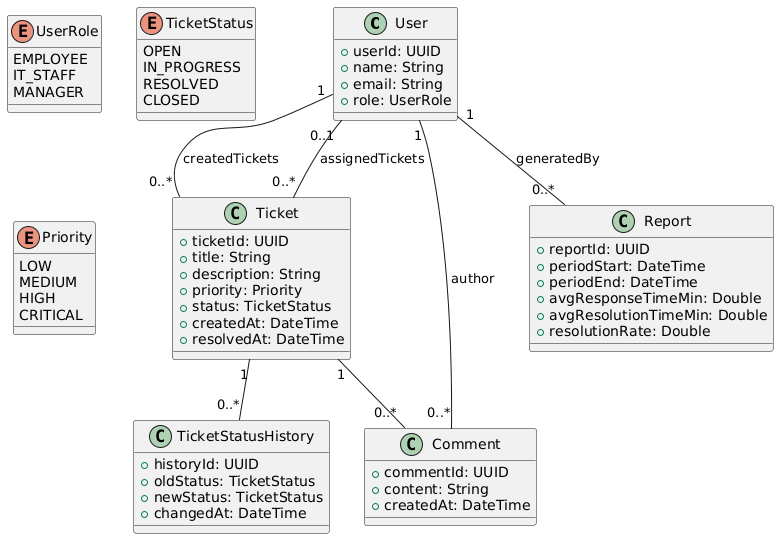 E UserRole
EMPLOYEE
IT_STAFF
MANAGER
E TicketStatus
OPEN
IN_PROGRESS
RESOLVED
CLOSED
C User
userId: UUID
name: String
email: String
role: UserRole
1
0..1
1
1
createdTickets
assignedTickets
generatedBy
0..*
0..*
0..*
E Priority
LOW
MEDIUM
HIGH
CRITICAL
C Ticket
ticketId: UUID
title: String
description: String
priority: Priority
status: TicketStatus
createdAt: DateTime
resolvedAt: DateTime
author
C Report
reportId: UUID
periodStart: DateTime
periodEnd: DateTime
avgResponseTimeMin: Double
avgResolutionTimeMin: Double
resolutionRate: Double
1
1
0..*
0..*
0..*
C TicketStatusHistory
historyId: UUID
oldStatus: TicketStatus
newStatus: TicketStatus
changedAt: DateTime
C Comment
commentId: UUID
content: String
createdAt: DateTime